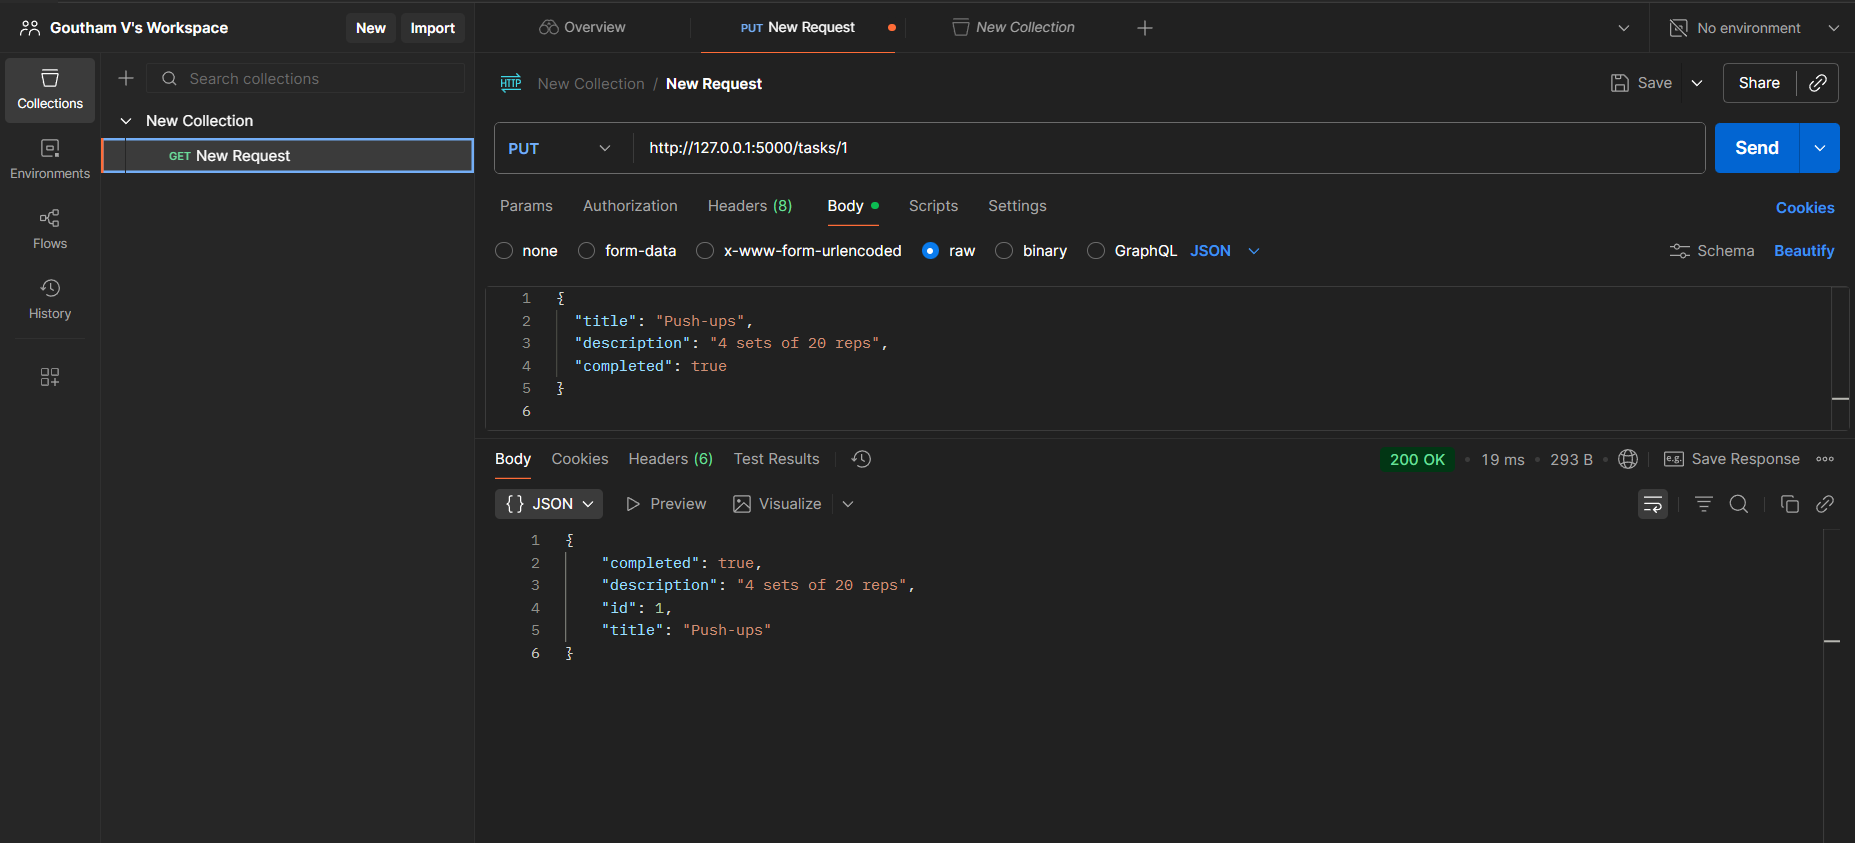 Goutham V's Workspace
New
Import
Overview
PUT New Request
New Collection
No environment
Collections
Environments
Flows
History
Search collections
New Collection
GET New Request
HTTP
New Collection / New Request
Save
Share
PUT
http://127.0.0.1:5000/tasks/1
Send
Params
Authorization
Headers (8)
Body
Scripts
Settings
Cookies
none
form-data
x-www-form-urlencoded
raw
binary
GraphQL
JSON
Schema
Beautify
1 {
2 "title": "Push-ups",
3 "description": "4 sets of 20 reps",
4 "completed": true
5 }
6
Body
Cookies
Headers (6)
Test Results
200 OK • 19 ms • 293 B •
e.g. Save Response
{} JSON
Preview
Visualize
1 {
2 "completed": true,
3 "description": "4 sets of 20 reps",
4 "id": 1,
5 "title": "Push-ups"
6 }